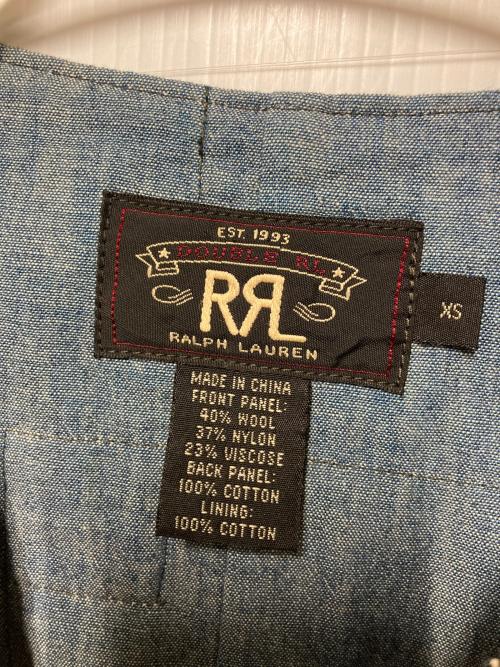 EST. 1993
DOUBLE RL
RRL
RALPH LAUREN
XS
MADE IN CHINA
FRONT PANEL:
40% WOOL
37% NYLON
23% VISCOSE
BACK PANEL:
100% COTTON
LINING:
100% COTTON